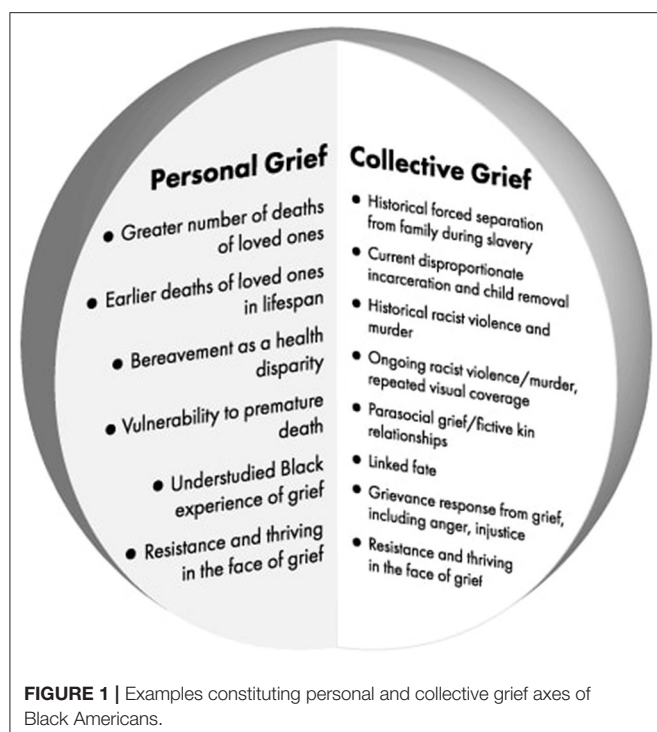 Personal Grief
● Greater number of deaths
of loved ones
● Earlier deaths of loved ones
in lifespan
● Bereavement as a health
disparity
● Vulnerability to premature
death
● Understudied Black
experience of grief
● Resistance and thriving
in the face of grief
Collective Grief
● Historical forced separation
from family during slavery
● Current disproportionate
incarceration and child removal
● Historical racist violence and
murder
● Ongoing racist violence/murder,
repeated visual coverage
● Parasocial grief/fictive kin
relationships
● Linked fate
● Grievance response from grief,
including anger, injustice
● Resistance and thriving
in the face of grief
FIGURE 1 | Examples constituting personal and collective grief axes of
Black Americans.